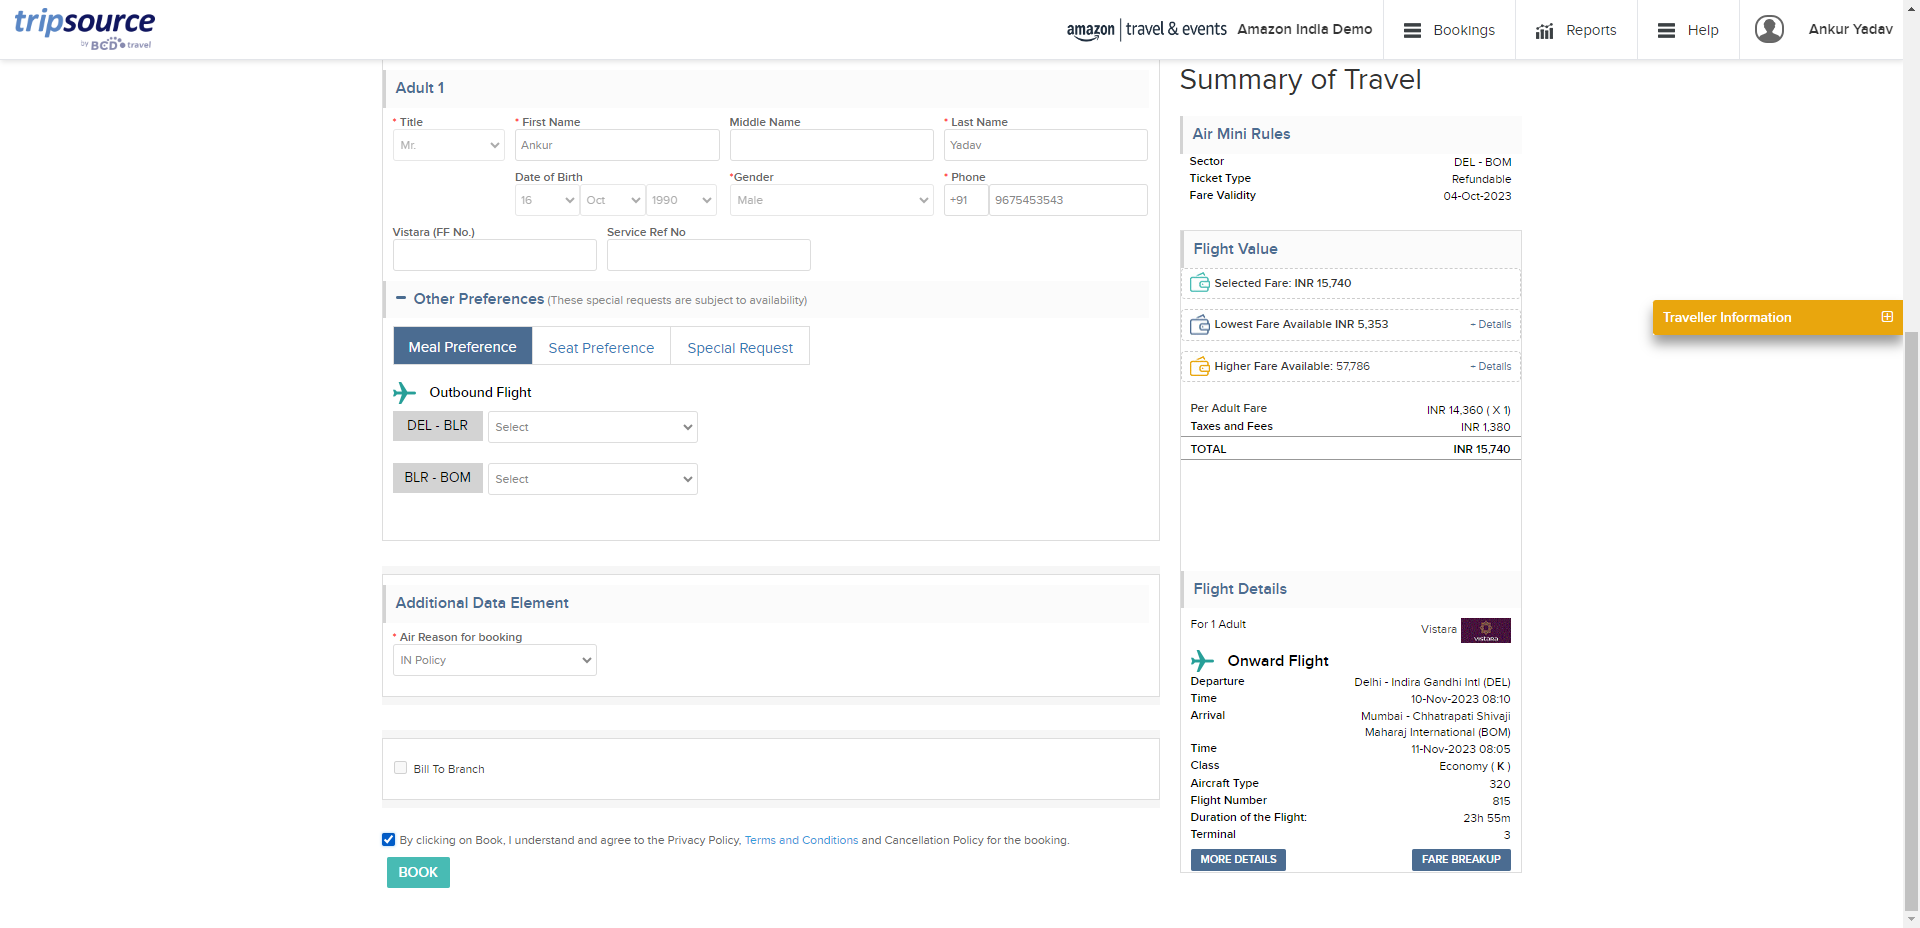 tripsource
by BCD travel
amazon travel & events
Amazon India Demo
Bookings
Reports
Help
Ankur Yadav
Adult 1
* Title
* First Name
Middle Name
* Last Name
Mr.
Ankur
Yadav
Date of Birth
*Gender
* Phone
16
Oct
1990
Male
+91
9675453543
Vistara (FF No.)
Service Ref No
Other Preferences (These special requests are subject to availability)
Meal Preference
Seat Preference
Special Request
Outbound Flight
DEL - BLR
Select
BLR - BOM
Select
Additional Data Element
* Air Reason for booking
IN Policy
Bill To Branch
By clicking on Book, I understand and agree to the Privacy Policy, Terms and Conditions and Cancellation Policy for the booking.
BOOK
Summary of Travel
Air Mini Rules
Sector DEL - BOM
Ticket Type Refundable
Fare Validity 04-Oct-2023
Flight Value
Selected Fare: INR 15,740
Lowest Fare Available INR 5,353 + Details
Higher Fare Available: 57,786 + Details
Per Adult Fare INR 14,360 ( X 1)
Taxes and Fees INR 1,380
TOTAL INR 15,740
Flight Details
For 1 Adult Vistara
vistara
Onward Flight
Departure Delhi - Indira Gandhi Intl (DEL)
Time 10-Nov-2023 08:10
Arrival Mumbai - Chhatrapati Shivaji
Maharaj International (BOM)
Time 11-Nov-2023 08:05
Class Economy ( K )
Aircraft Type 320
Flight Number 815
Duration of the Flight: 23h 55m
Terminal 3
MORE DETAILS
FARE BREAKUP
Traveller Information